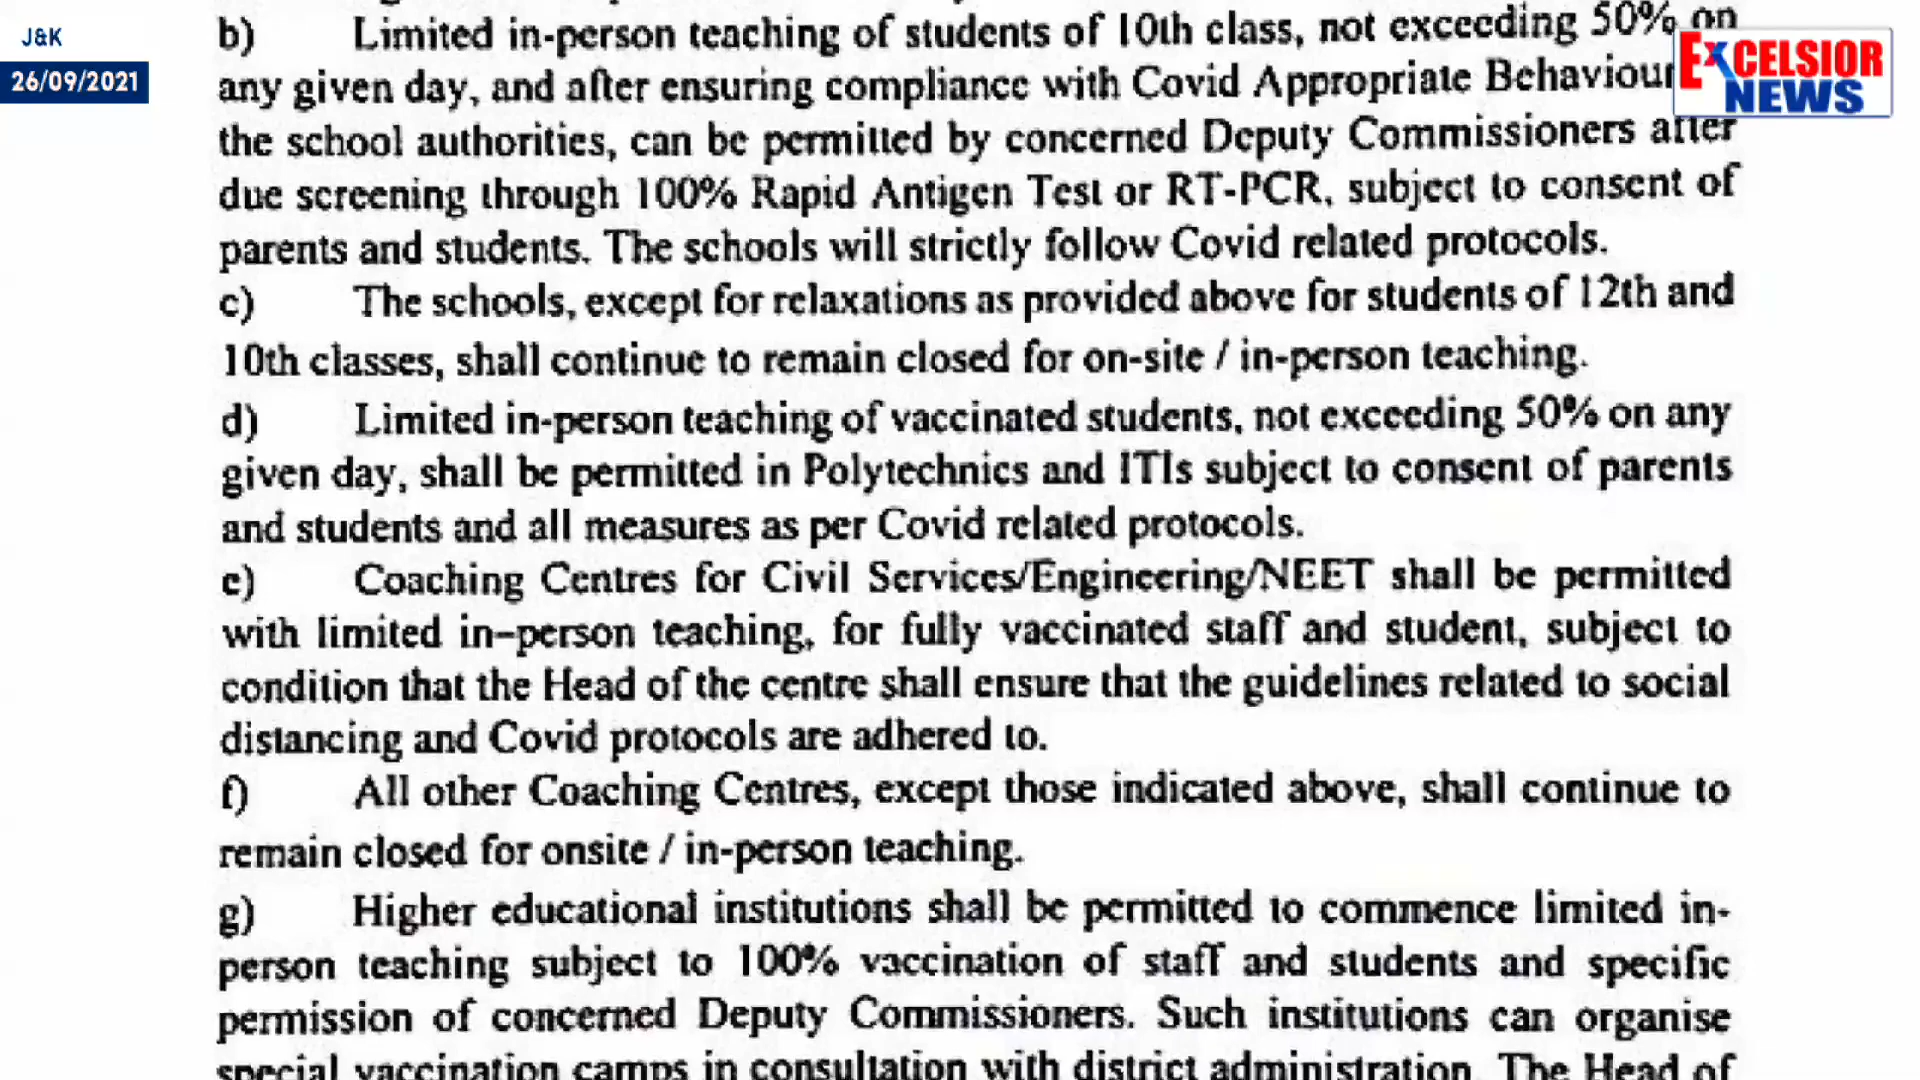 J&K
26/09/2021
EXCELSIOR
NEWS
b) Limited in-person teaching of students of 10th class, not exceeding 50% on
any given day, and after ensuring compliance with Covid Appropriate Behaviour
the school authorities, can be permitted by concerned Deputy Commissioners after
due screening through 100% Rapid Antigen Test or RT-PCR, subject to consent of
parents and students. The schools will strictly follow Covid related protocols.
c) The schools, except for relaxations as provided above for students of 12th and
10th classes, shall continue to remain closed for on-site / in-person teaching.
d) Limited in-person teaching of vaccinated students, not exceeding 50% on any
given day, shall be permitted in Polytechnics and ITIs subject to consent of parents
and students and all measures as per Covid related protocols.
e) Coaching Centres for Civil Services/Engineering/NEET shall be permitted
with limited in–person teaching, for fully vaccinated staff and student, subject to
condition that the Head of the centre shall ensure that the guidelines related to social
distancing and Covid protocols are adhered to.
f) All other Coaching Centres, except those indicated above, shall continue to
remain closed for onsite / in-person teaching.
g) Higher educational institutions shall be permitted to commence limited in-
person teaching subject to 100% vaccination of staff and students and specific
permission of concerned Deputy Commissioners. Such institutions can organise
special vaccination camps in consultation with district administration. The Head of